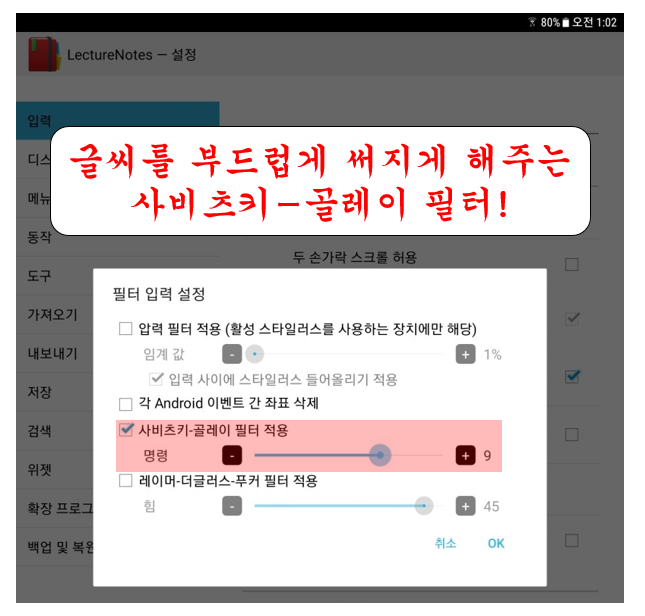 80% 오전 1:02
LectureNotes – 설정
입력
글씨를 부드럽게 써지게 해주는
사비츠키-골레이 필터!
디스
메뉴
동작
두 손가락 스크롤 허용
도구
필터 입력 설정
가져오기
압력 필터 적용 (활성 스타일러스를 사용하는 장치에만 해당)
내보내기
임계 값 - + 1%
입력 사이에 스타일러스 들어올리기 적용
저장
각 Android 이벤트 간 좌표 삭제
검색
사비츠키-골레이 필터 적용
명령 - + 9
위젯
레이머-더글러스-푸커 필터 적용
확장 프로그
힘 - + 45
백업 및 복원
취소 OK